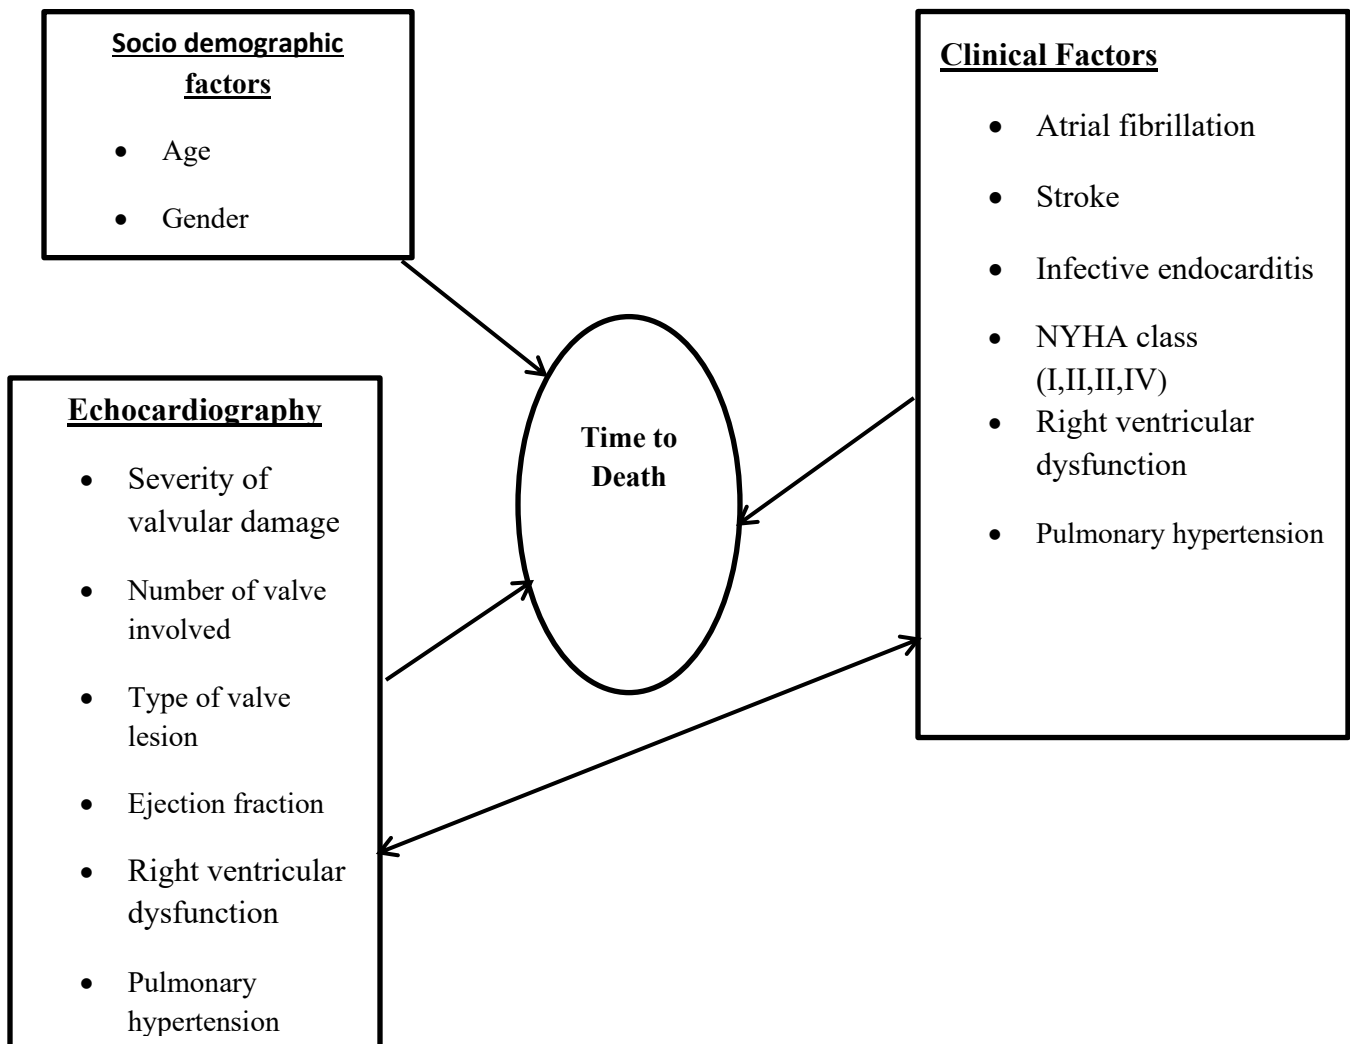 Socio demographic
factors
• Age
• Gender
Echocardiography
• Severity of
valvular damage
• Number of valve
involved
• Type of valve
lesion
• Ejection fraction
• Right ventricular
dysfunction
• Pulmonary
hypertension
Time to
Death
Clinical Factors
• Atrial fibrillation
• Stroke
• Infective endocarditis
• NYHA class
(I,II,II,IV)
• Right ventricular
dysfunction
• Pulmonary hypertension